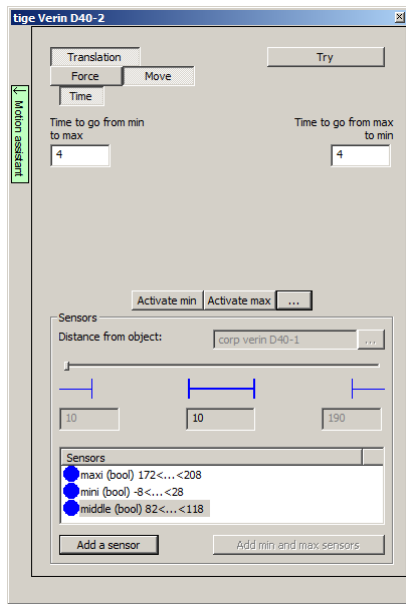 tige Verin D40-2
Translation
Try
Force
Move
Time
← Motion assistant
Time to go from min
to max
Time to go from max
to min
4
4
Activate min
Activate max
...
Sensors
Distance from object:
corp verin D40-1
...
10
10
190
Sensors
maxi (bool) 172<...<208
mini (bool) -8<...<28
middle (bool) 82<...<118
Add a sensor
Add min and max sensors